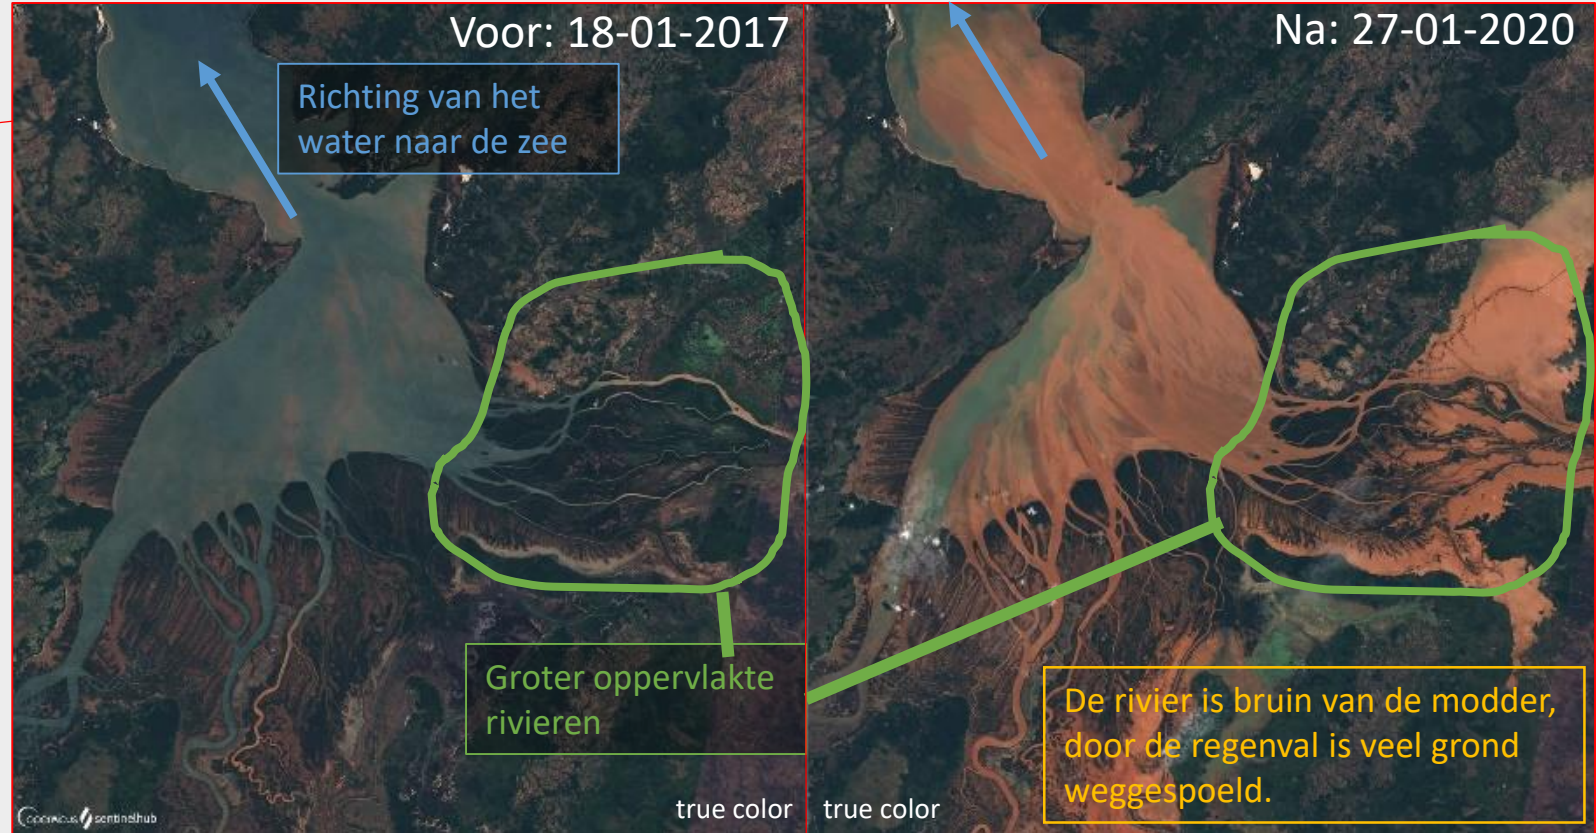 Voor: 18-01-2017
Na: 27-01-2020
Richting van het
water naar de zee
Groter oppervlakte
rivieren
De rivier is bruin van de modder,
door de regenval is veel grond
weggespoeld.
Copernicus sentinelhub
true color
true color